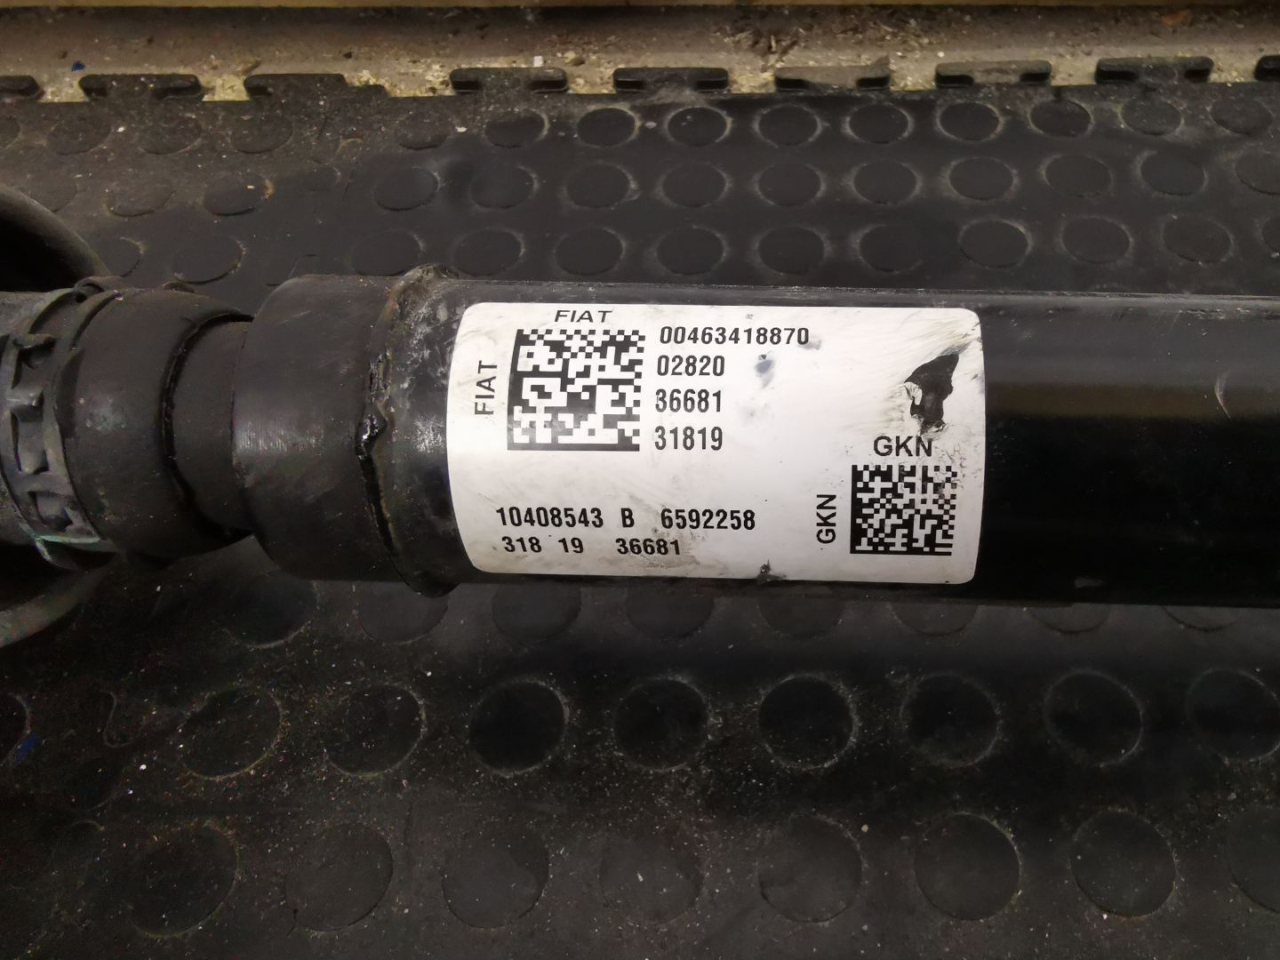 FIAT
FIAT
00463418870
02820
36681
31819
GKN
GKN
10408543 B 6592258
318 19 36681